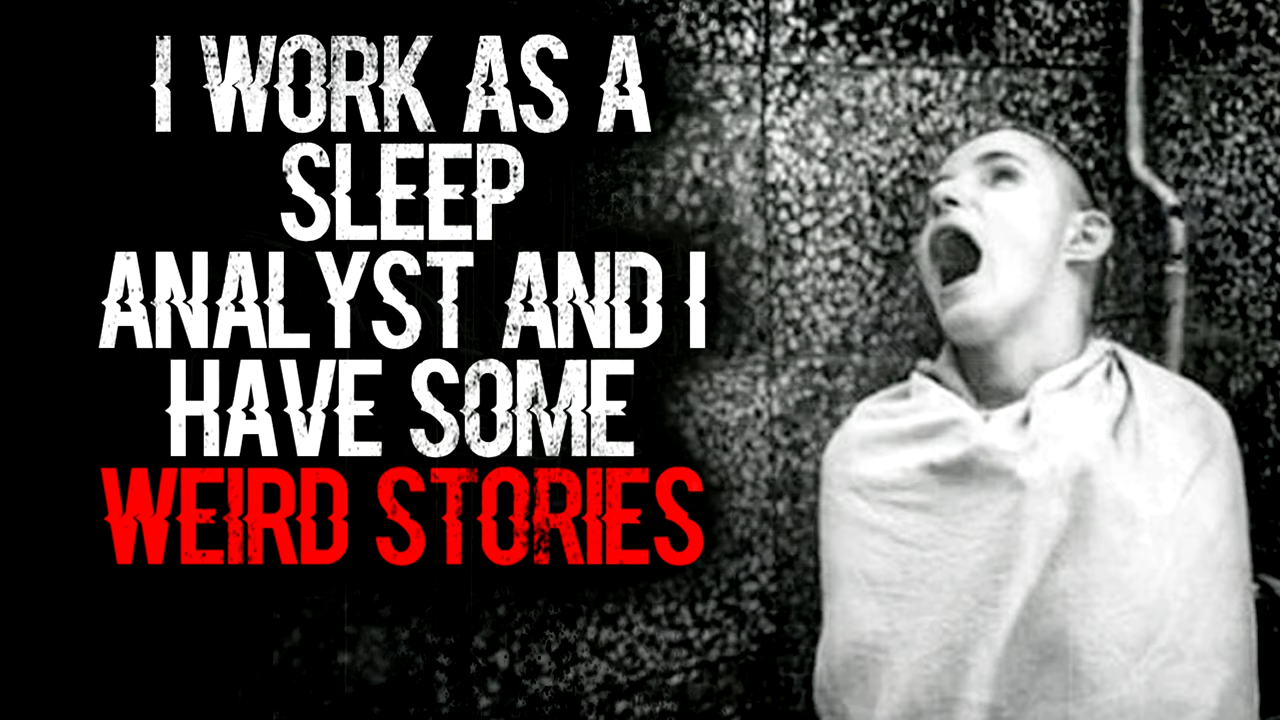 I WORK AS A
SLEEP
ANALYST AND I
HAVE SOME
WEIRD STORIES